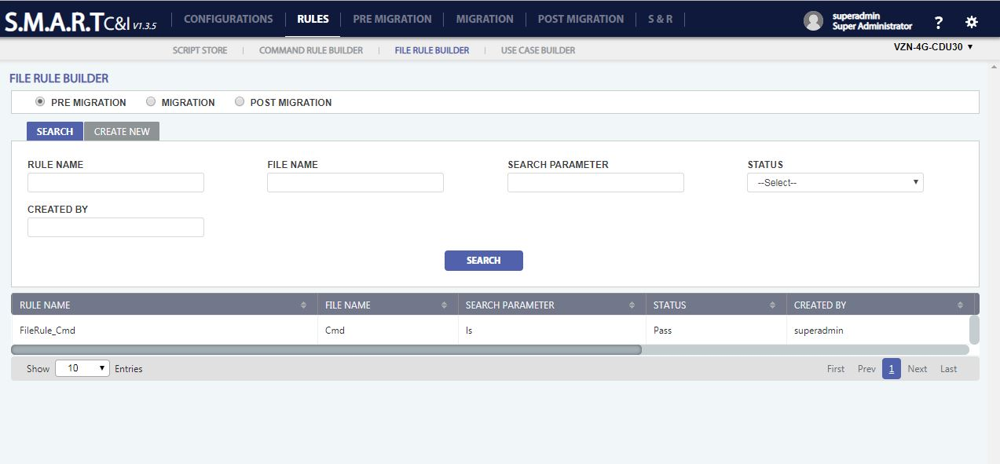 S.M.A.R.T C&I V1.3.5 CONFIGURATIONS RULES PRE MIGRATION MIGRATION POST MIGRATION S & R superadmin
Super Administrator ?
SCRIPT STORE COMMAND RULE BUILDER FILE RULE BUILDER USE CASE BUILDER VZN-4G-CDU30
FILE RULE BUILDER
PRE MIGRATION MIGRATION POST MIGRATION
SEARCH CREATE NEW
RULE NAME FILE NAME SEARCH PARAMETER STATUS
--Select--
CREATED BY
SEARCH
RULE NAME FILE NAME SEARCH PARAMETER STATUS CREATED BY
FileRule_Cmd Cmd ls Pass superadmin
Show 10 Entries First Prev 1 Next Last